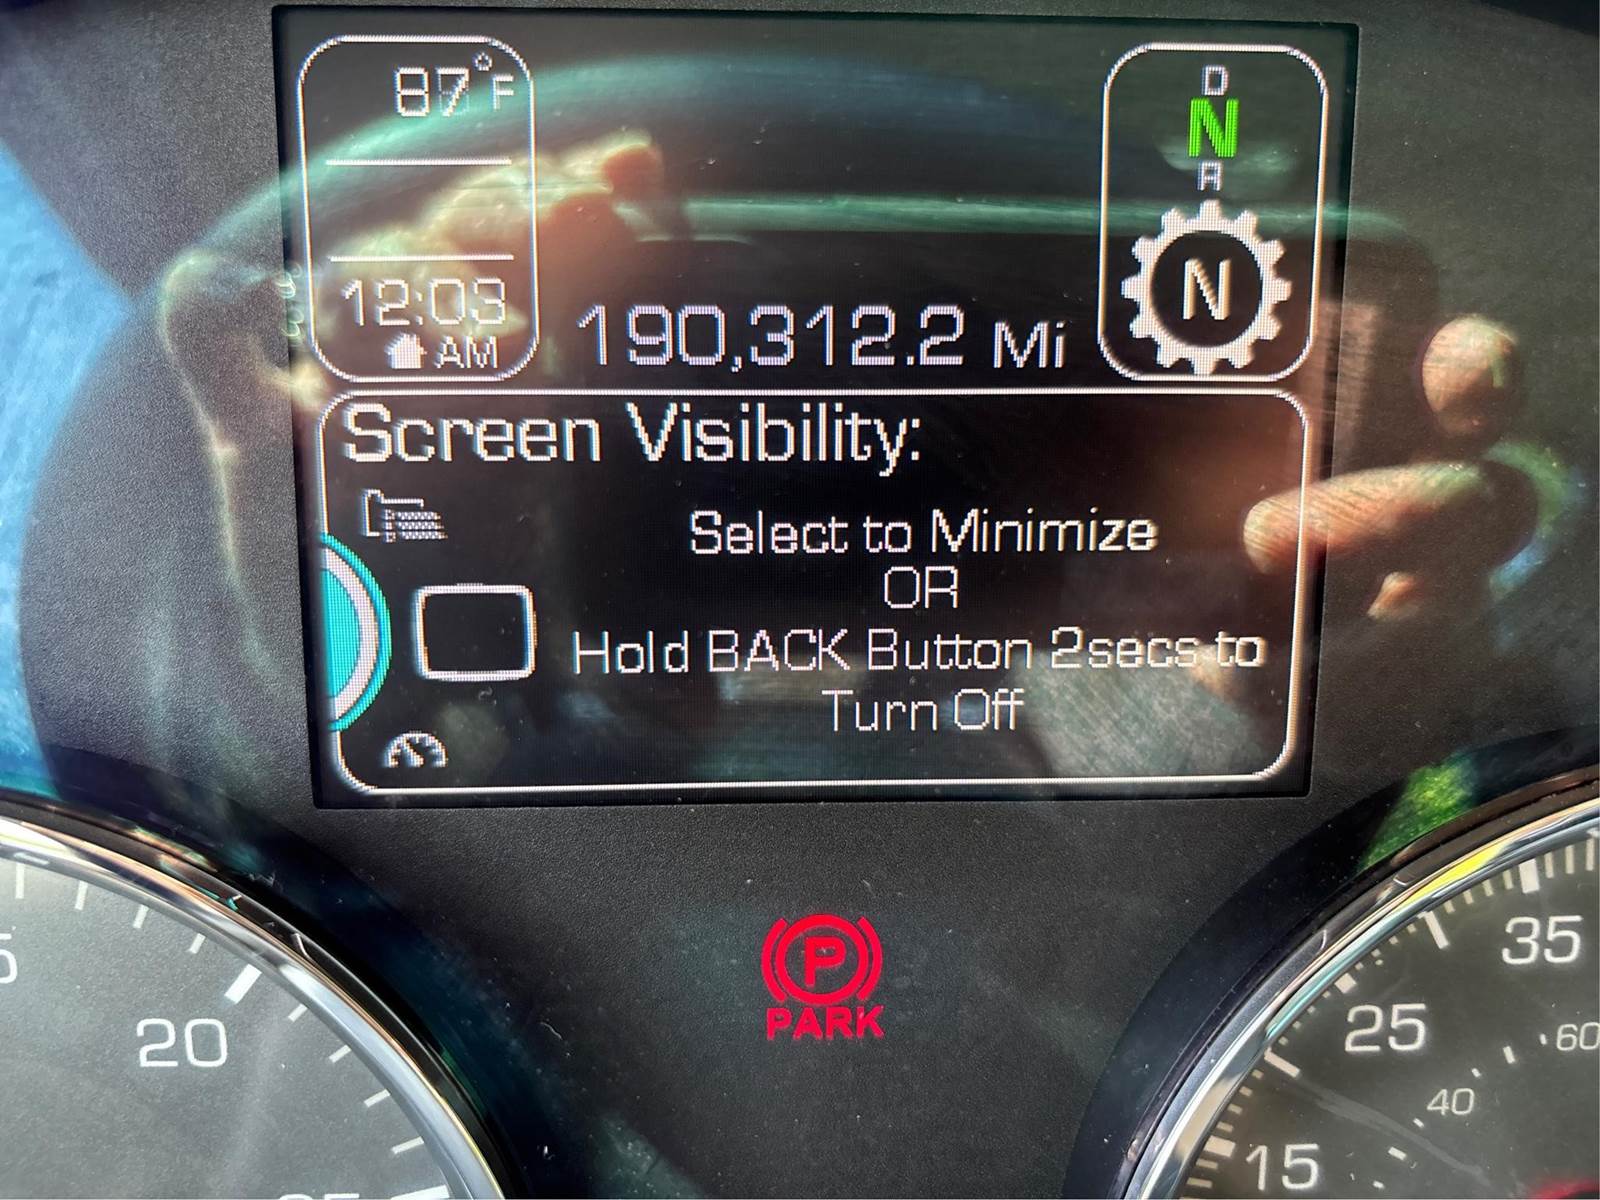 87°F
D
N
R
N
12:03
AM
190,312.2 Mi
Screen Visibility:
Select to Minimize
OR
Hold BACK Button 2secs to
Turn Off
P
PARK
20
35
25
60
40
15